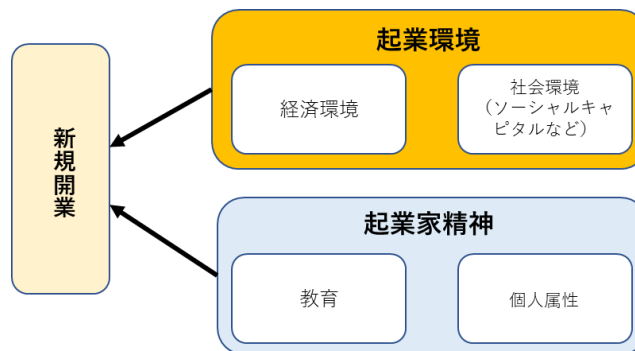 新規開業
起業環境
経済環境
社会環境
（ソーシャルキャ
ピタルなど）
起業家精神
教育
個人属性